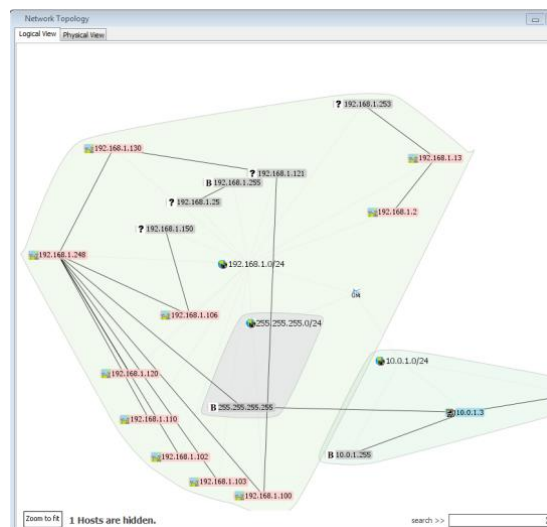 Network Topology
Logical View Physical View
? 192.168.1.253
192.168.1.130
192.168.1.13
? 192.168.1.121
B 192.168.1.255
? 192.168.1.25
192.168.1.2
? 192.168.1.150
192.168.1.248
192.168.1.0/24
GW
192.168.1.106
255.255.255.0/24
10.0.1.0/24
192.168.1.120
B 255.255.255.255
10.0.1.3
192.168.1.110
192.168.1.102
B 10.0.1.255
192.168.1.103
192.168.1.100
Zoom to fit 1 Hosts are hidden. search >>